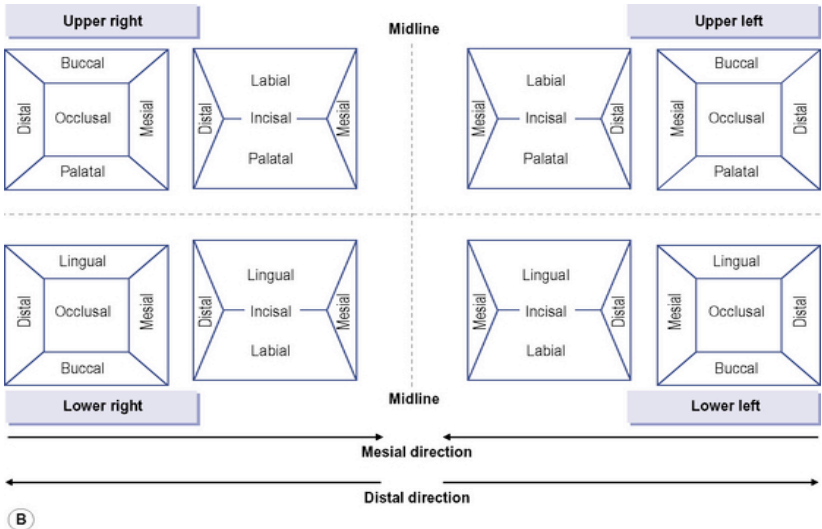 Upper right
Midline
Upper left
Buccal
Distal
Occlusal
Mesial
Palatal
Labial
Distal
Incisal
Mesial
Palatal
Labial
Mesial
Incisal
Distal
Palatal
Buccal
Mesial
Occlusal
Distal
Palatal
Lingual
Distal
Occlusal
Mesial
Buccal
Lingual
Distal
Incisal
Mesial
Labial
Lingual
Mesial
Incisal
Distal
Labial
Lingual
Mesial
Occlusal
Distal
Buccal
Lower right
Midline
Lower left
Mesial direction
Distal direction
B